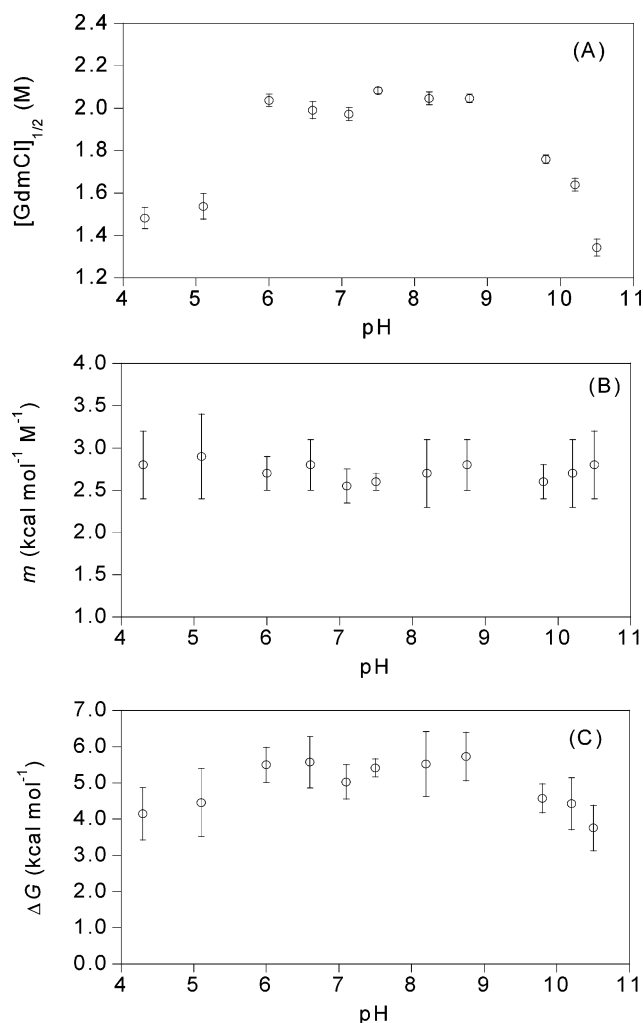 (A)
[GdmCl]1/2 (M)
2.4
2.2
2.0
1.8
1.6
1.4
1.2
4 5 6 7 8 9 10 11
pH
(B)
m (kcal mol-1 M-1)
4.0
3.5
3.0
2.5
2.0
1.5
1.0
4 5 6 7 8 9 10 11
pH
(C)
ΔG (kcal mol-1)
7.0
6.0
5.0
4.0
3.0
2.0
1.0
0.0
4 5 6 7 8 9 10 11
pH